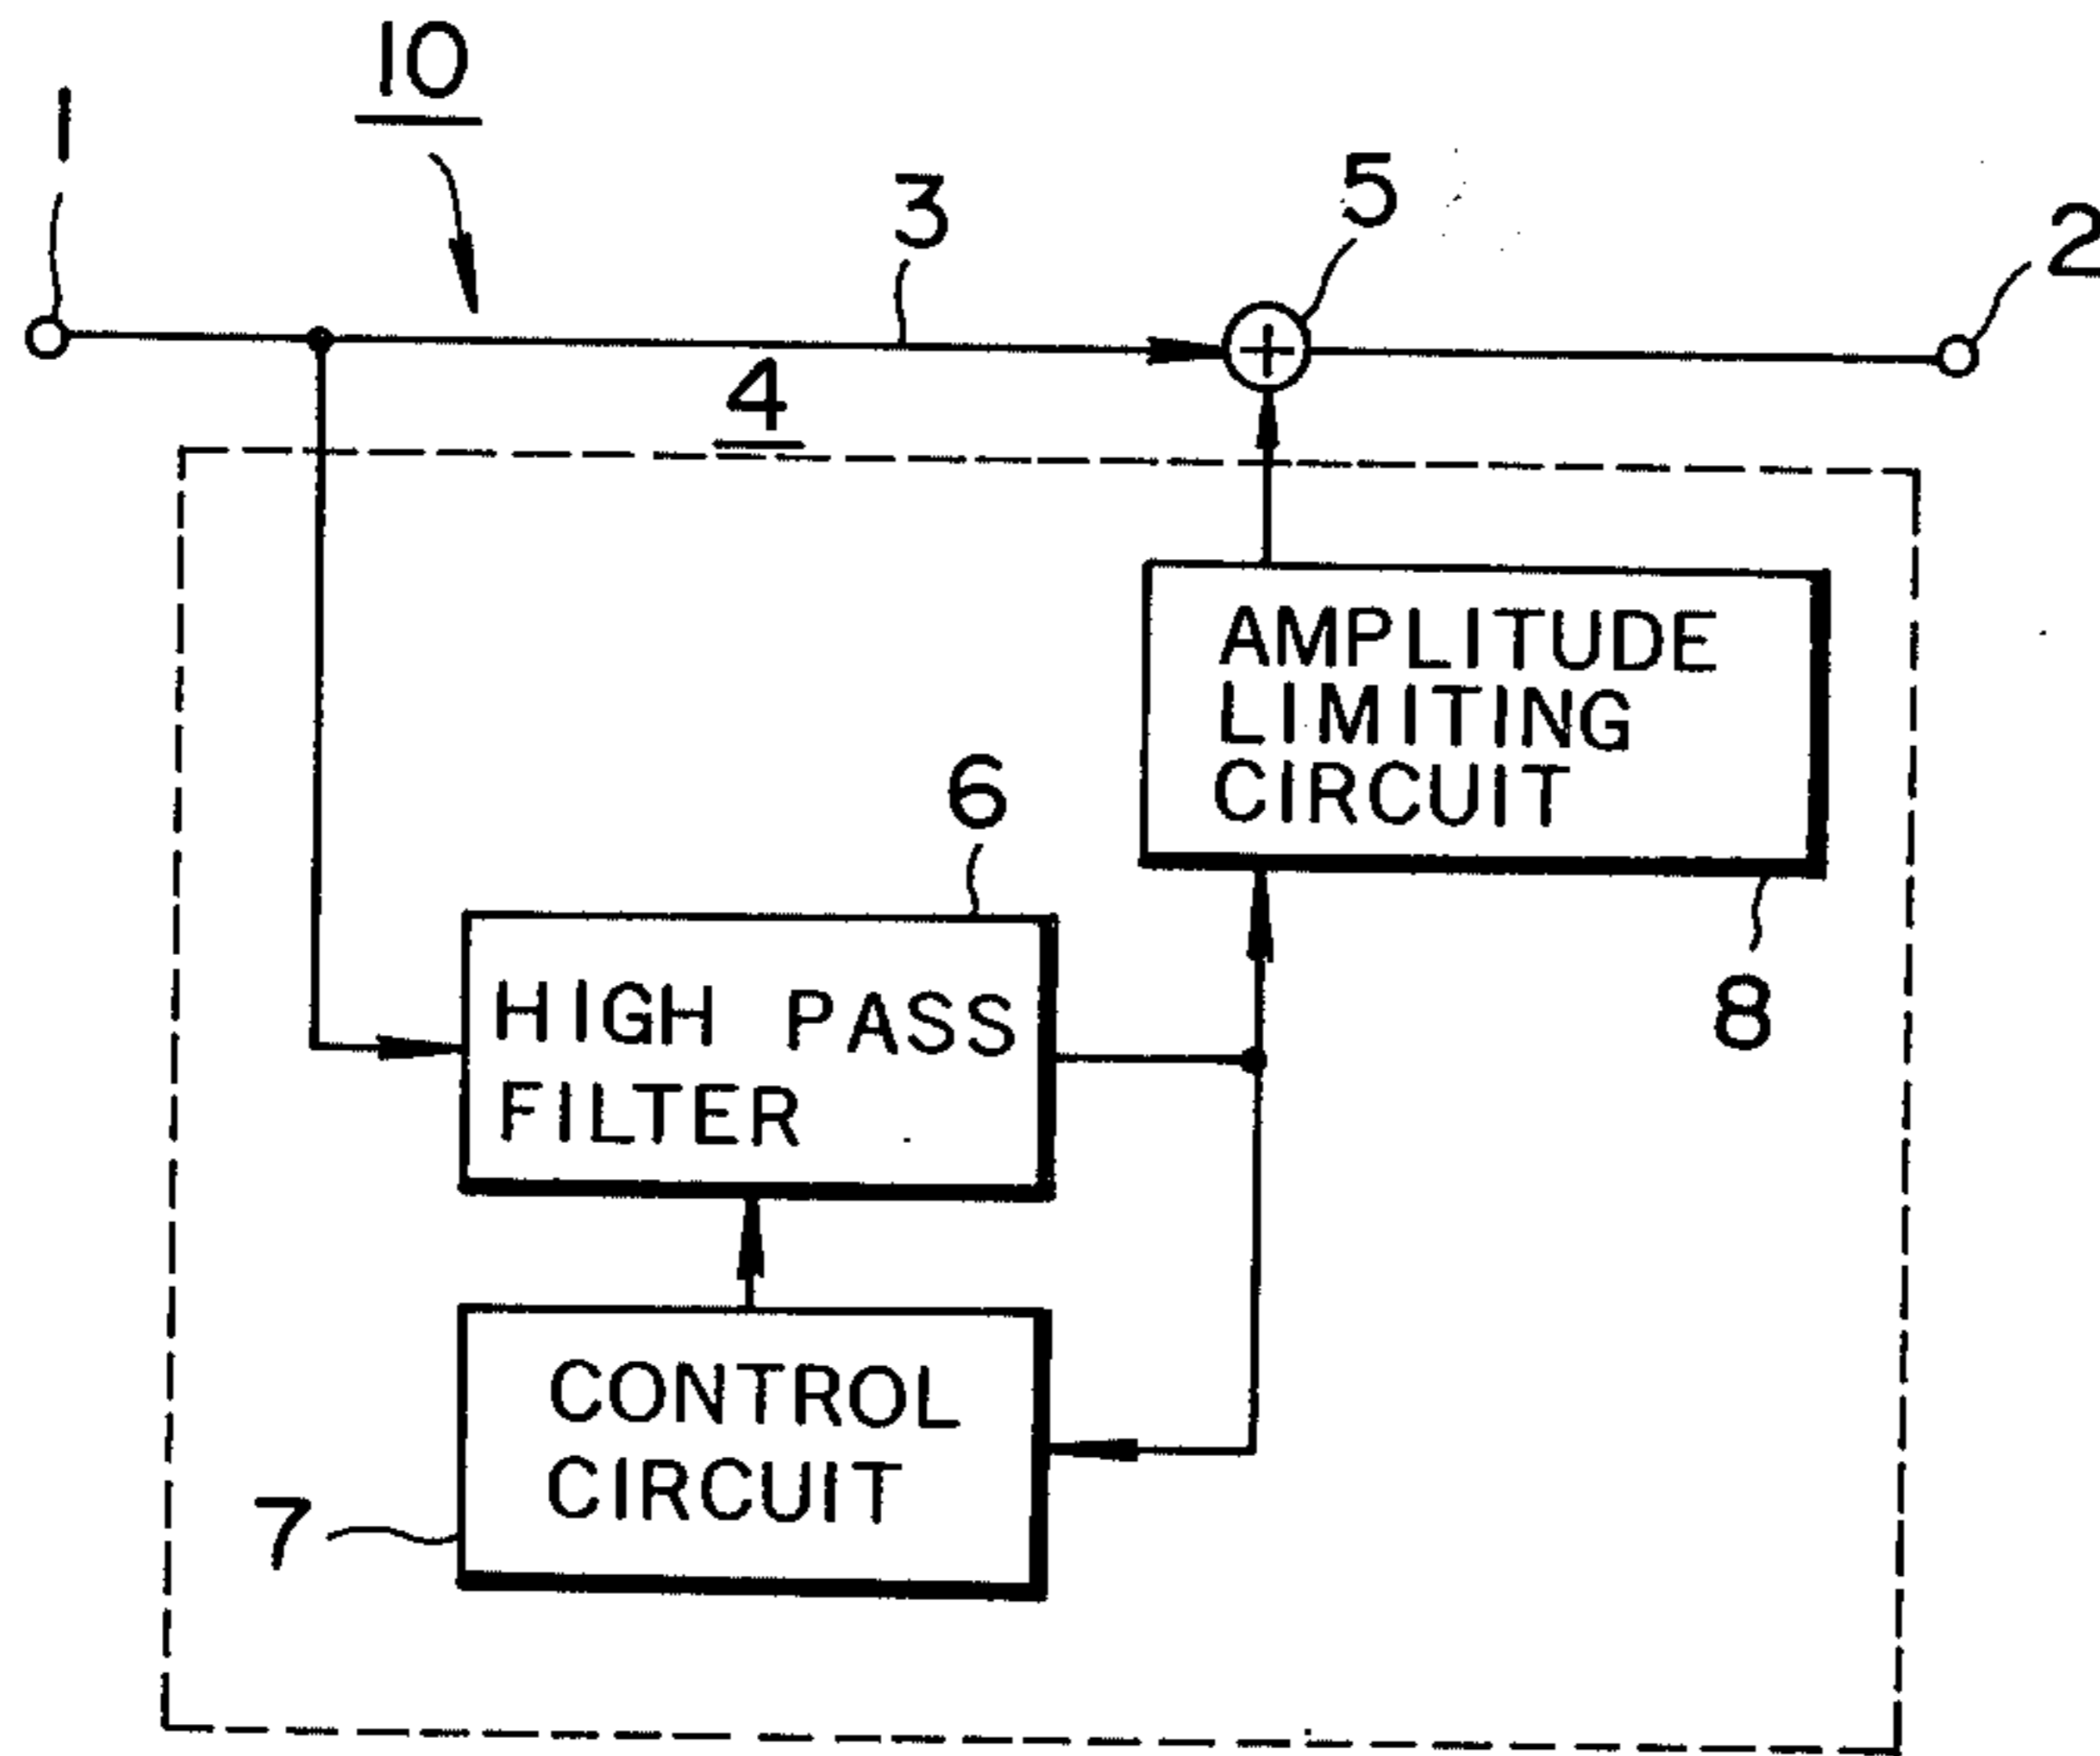 10
1
3
5
2
4
AMPLITUDE
LIMITING
CIRCUIT
6
HIGH PASS
FILTER
8
CONTROL
CIRCUIT
7